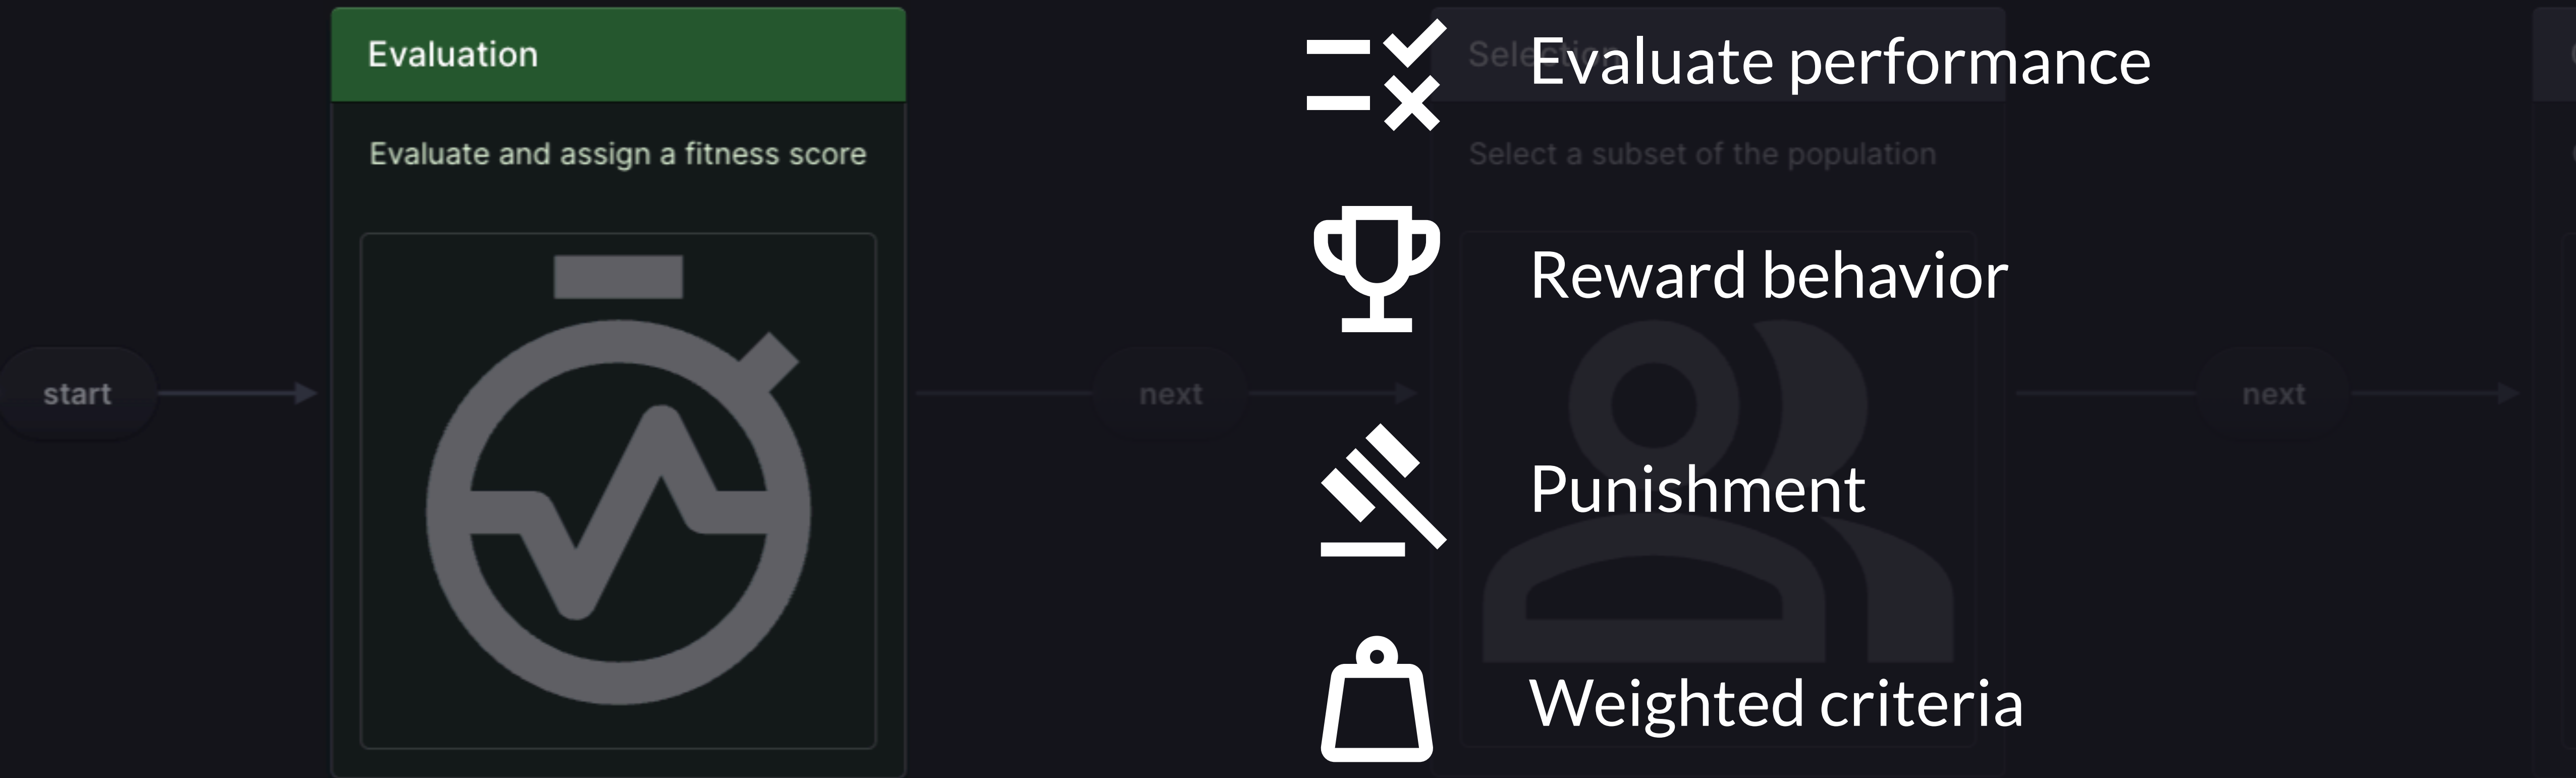 Evaluation
Evaluate and assign a fitness score
start
next
Selection
Select a subset of the population
next
Evaluate performance
Reward behavior
Punishment
Weighted criteria